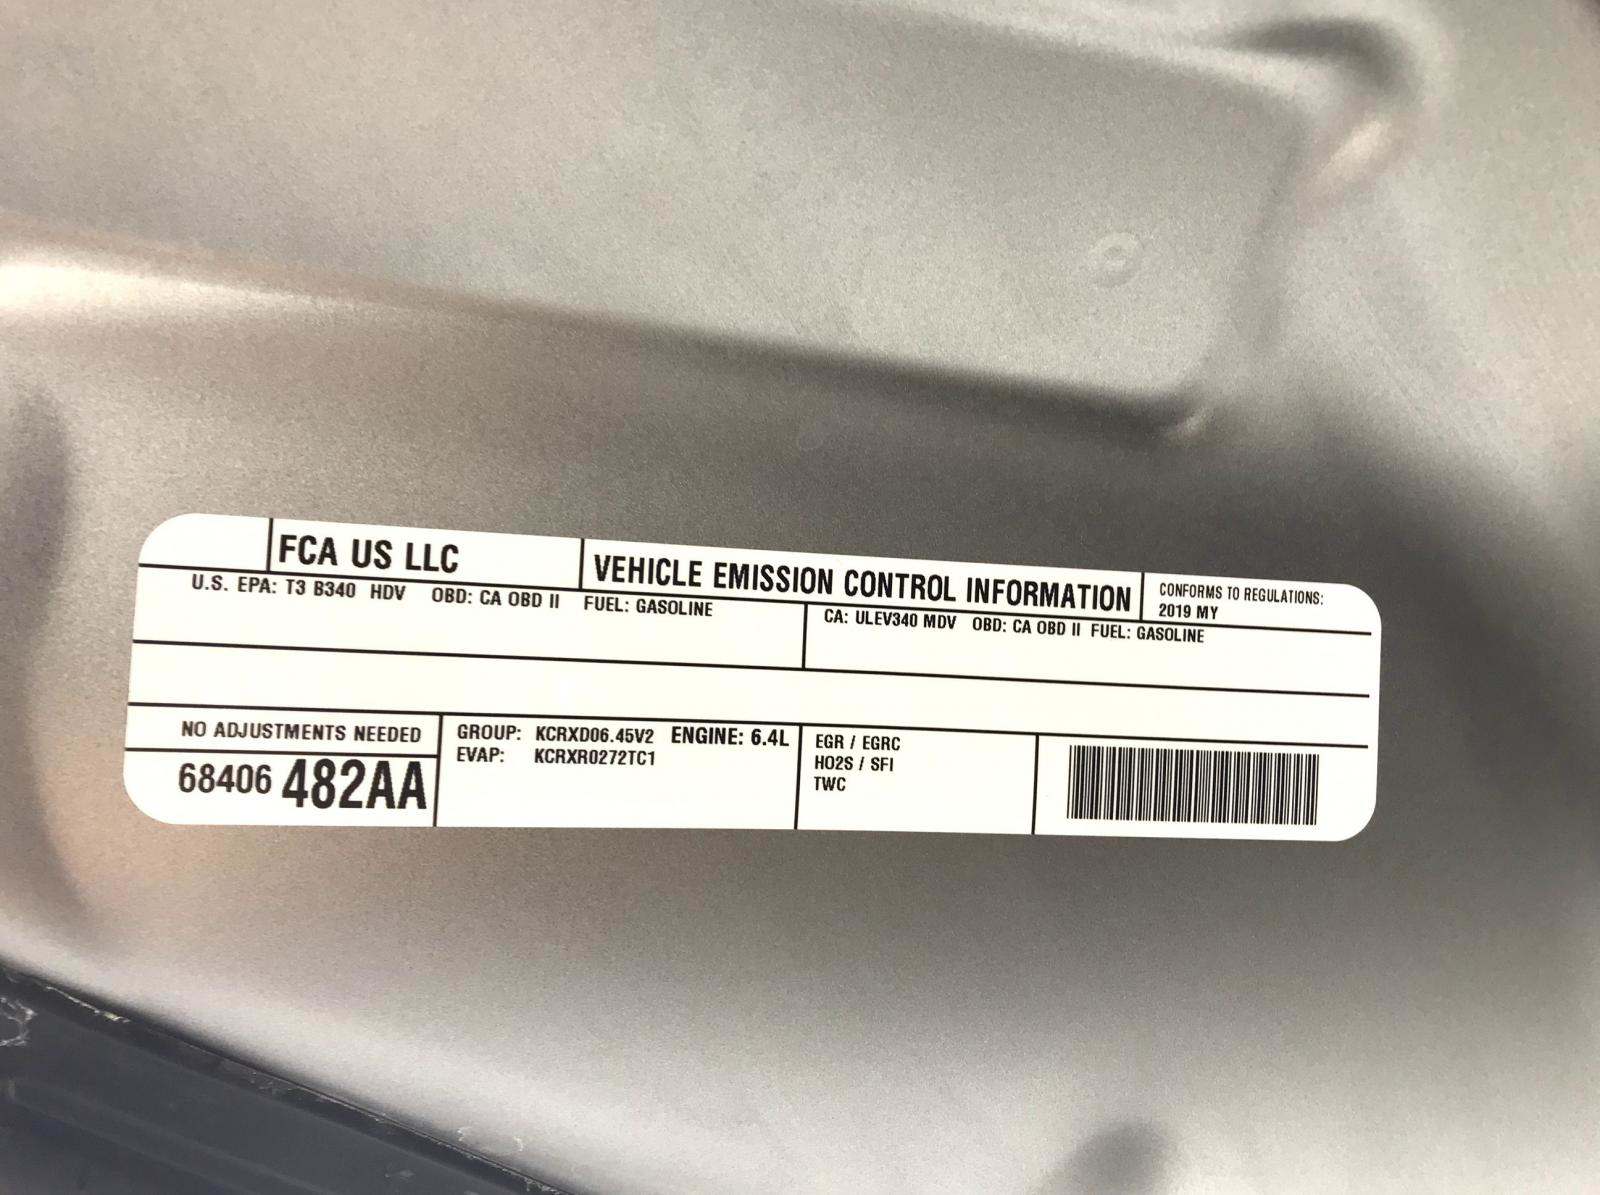 FCA US LLC
VEHICLE EMISSION CONTROL INFORMATION
CONFORMS TO REGULATIONS:
2019 MY
U.S. EPA: T3 B340 HDV OBD: CA OBD II FUEL: GASOLINE
CA: ULEV340 MDV OBD: CA OBD II FUEL: GASOLINE
NO ADJUSTMENTS NEEDED
68406 482AA
GROUP: KCRXD06.45V2 ENGINE: 6.4L
EVAP: KCRXR0272TC1
EGR / EGRC
HO2S / SFI
TWC